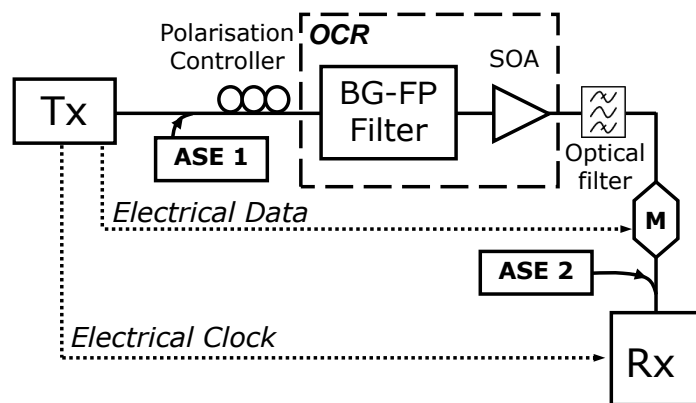 Polarisation
Controller
OCR
SOA
Tx
BG-FP
Filter
ASE 1
Optical
filter
Electrical Data
M
ASE 2
Electrical Clock
Rx